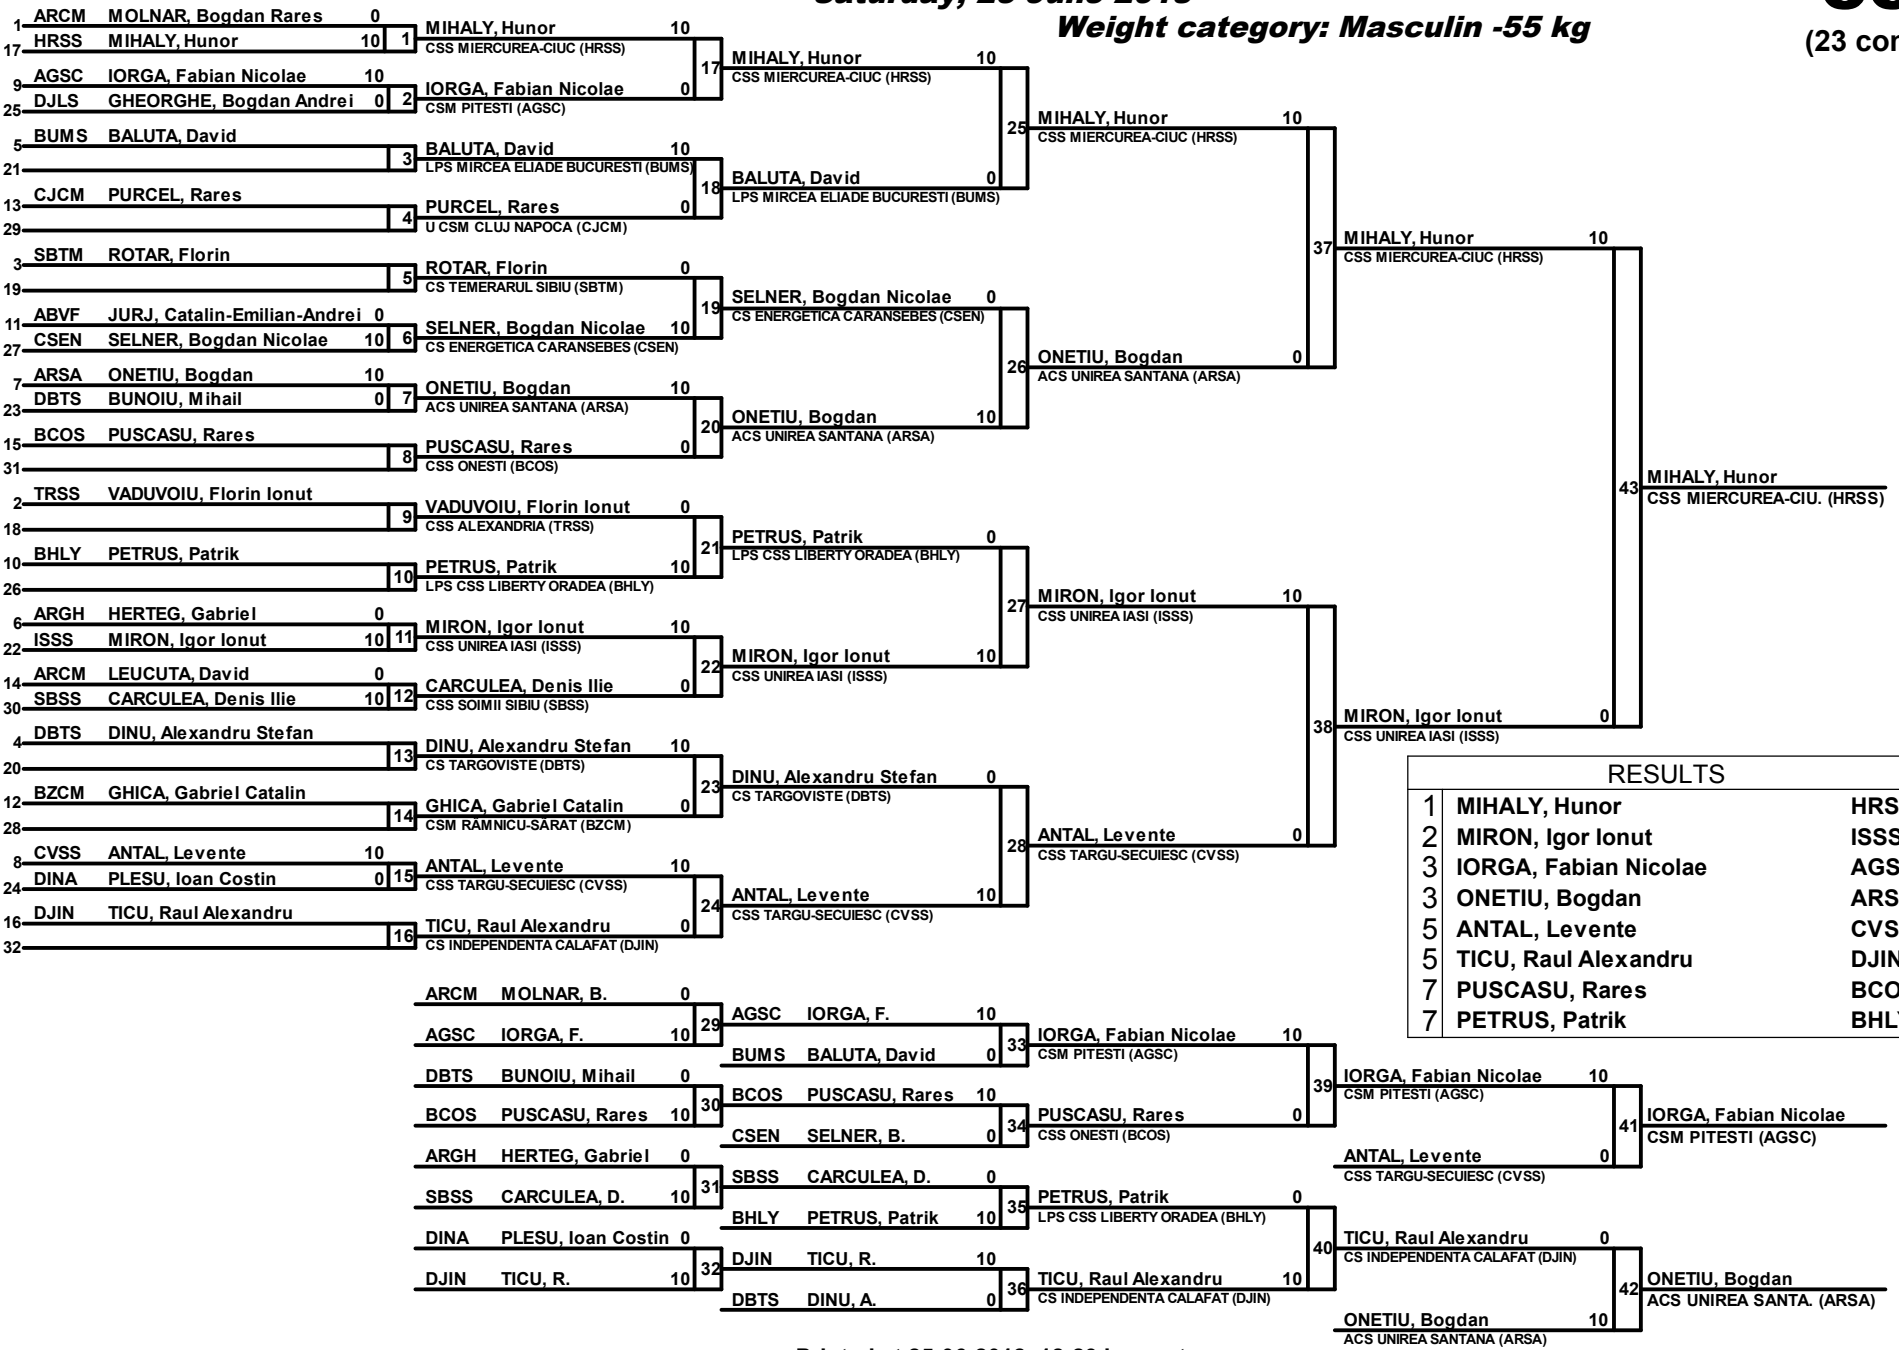 Weight category: Masculin -55 kg
1 ARCM MOLNAR, Bogdan Rares 0
17 HRSS MIHALY, Hunor 10 1
9 AGSC IORGA, Fabian Nicolae 10
25 DJLS GHEORGHE, Bogdan Andrei 0 2
5 BUMS BALUTA, David
21 3
13 CJCM PURCEL, Rares
29 4
3 SBTM ROTAR, Florin
19 5
11 ABVF JURJ, Catalin-Emilian-Andrei 0
27 CSEN SELNER, Bogdan Nicolae 10 6
7 ARSA ONETIU, Bogdan 10
23 DBTS BUNOIU, Mihail 0 7
15 BCOS PUSCASU, Rares
31 8
2 TRSS VADUVOIU, Florin Ionut
18 9
10 BHLY PETRUS, Patrik
26 10
6 ARGH HERTEG, Gabriel 0
22 ISSS MIRON, Igor Ionut 10 11
14 ARCM LEUCUTA, David 0
30 SBSS CARCULEA, Denis Ilie 10 12
4 DBTS DINU, Alexandru Stefan
20 13
12 BZCM GHICA, Gabriel Catalin
28 14
8 CVSS ANTAL, Levente 10
24 DINA PLESU, Ioan Costin 0 15
16 DJIN TICU, Raul Alexandru
32 16
MIHALY, Hunor 10
CSS MIERCUREA-CIUC (HRSS)
17
IORGA, Fabian Nicolae 0
CSM PITESTI (AGSC)
BALUTA, David 10
LPS MIRCEA ELIADE BUCURESTI (BUMS)
18
PURCEL, Rares 0
U CSM CLUJ NAPOCA (CJCM)
ROTAR, Florin 0
CS TEMERARUL SIBIU (SBTM)
19
SELNER, Bogdan Nicolae 10
CS ENERGETICA CARANSEBES (CSEN)
ONETIU, Bogdan 10
ACS UNIREA SANTANA (ARSA)
20
PUSCASU, Rares 0
CSS ONESTI (BCOS)
VADUVOIU, Florin Ionut 0
CSS ALEXANDRIA (TRSS)
21
PETRUS, Patrik 10
LPS CSS LIBERTY ORADEA (BHLY)
MIRON, Igor Ionut 10
CSS UNIREA IASI (ISSS)
22
CARCULEA, Denis Ilie 0
CSS SOIMII SIBIU (SBSS)
DINU, Alexandru Stefan 10
CS TARGOVISTE (DBTS)
23
GHICA, Gabriel Catalin 0
CSM RÂMNICU-SĂRAT (BZCM)
ANTAL, Levente 10
CSS TARGU-SECUIESC (CVSS)
24
TICU, Raul Alexandru 0
CS INDEPENDENTA CALAFAT (DJIN)
MIHALY, Hunor 10
CSS MIERCUREA-CIUC (HRSS)
25
BALUTA, David 0
LPS MIRCEA ELIADE BUCURESTI (BUMS)
SELNER, Bogdan Nicolae 0
CS ENERGETICA CARANSEBES (CSEN)
26
ONETIU, Bogdan 10
ACS UNIREA SANTANA (ARSA)
PETRUS, Patrik 0
LPS CSS LIBERTY ORADEA (BHLY)
27
MIRON, Igor Ionut 10
CSS UNIREA IASI (ISSS)
DINU, Alexandru Stefan 0
CS TARGOVISTE (DBTS)
28
ANTAL, Levente 10
CSS TARGU-SECUIESC (CVSS)
MIHALY, Hunor 10
CSS MIERCUREA-CIUC (HRSS)
37
ONETIU, Bogdan 0
ACS UNIREA SANTANA (ARSA)
MIRON, Igor Ionut 10
CSS UNIREA IASI (ISSS)
38
ANTAL, Levente 0
CSS TARGU-SECUIESC (CVSS)
MIHALY, Hunor 10
CSS MIERCUREA-CIUC (HRSS)
43
MIRON, Igor Ionut 0
CSS UNIREA IASI (ISSS)
MIHALY, Hunor
CSS MIERCUREA-CIU. (HRSS)
RESULTS
1 MIHALY, Hunor
2 MIRON, Igor Ionut ISSS
3 IORGA, Fabian Nicolae
3 ONETIU, Bogdan
5 ANTAL, Levente
5 TICU, Raul Alexandru DJIN
7 PUSCASU, Rares
7 PETRUS, Patrik
ARCM MOLNAR, B. 0
29
AGSC IORGA, F. 10
DBTS BUNOIU, Mihail 0
30
BCOS PUSCASU, Rares 10
ARGH HERTEG, Gabriel 0
31
SBSS CARCULEA, D. 10
DINA PLESU, Ioan Costin 0
32
DJIN TICU, R. 10
AGSC IORGA, F. 10
33
BUMS BALUTA, David 0
BCOS PUSCASU, Rares 10
34
CSEN SELNER, B. 0
SBSS CARCULEA, D. 0
35
BHLY PETRUS, Patrik 10
DJIN TICU, R. 10
36
DBTS DINU, A. 0
IORGA, Fabian Nicolae 10
CSM PITESTI (AGSC)
39
PUSCASU, Rares 0
CSS ONESTI (BCOS)
PETRUS, Patrik 0
LPS CSS LIBERTY ORADEA (BHLY)
40
TICU, Raul Alexandru 10
CS INDEPENDENTA CALAFAT (DJIN)
IORGA, Fabian Nicolae 10
CSM PITESTI (AGSC)
41
ANTAL, Levente 0
CSS TARGU-SECUIESC (CVSS)
TICU, Raul Alexandru 0
CS INDEPENDENTA CALAFAT (DJIN)
42
ONETIU, Bogdan 10
ACS UNIREA SANTANA (ARSA)
IORGA, Fabian Nicolae
CSM PITESTI (AGSC)
ONETIU, Bogdan
ACS UNIREA SANTA. (ARSA)